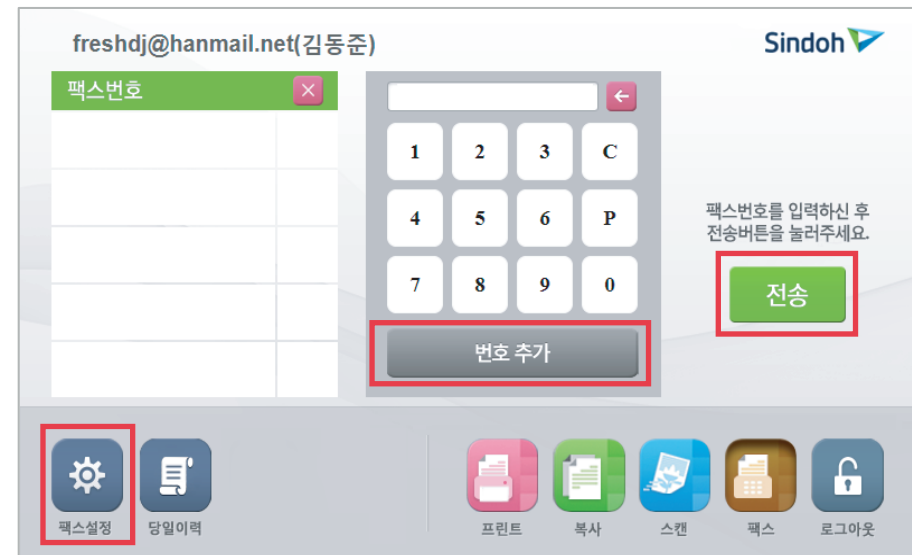 freshdj@hanmail.net(김동준)
Sindoh
팩스번호
1 2 3 C
4 5 6 P
7 8 9 0
번호 추가
팩스번호를 입력하신 후
전송버튼을 눌러주세요.
전송
팩스설정 당일이력 프린트 복사 스캔 팩스 로그아웃